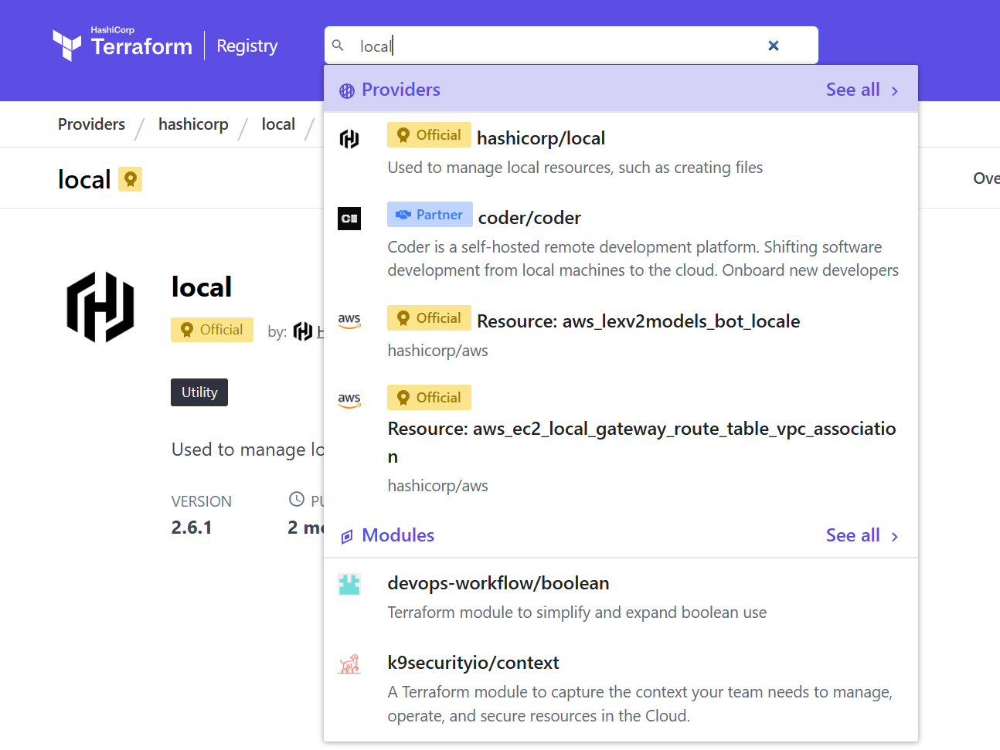 HashiCorp
Terraform
Registry
local
Providers
hashicorp
local
local
Ove
local
Official
by:
Utility
Used to manage lo
VERSION
2.6.1
2 mo
Providers
See all
Official hashicorp/local
Used to manage local resources, such as creating files
CE
Partner coder/coder
Coder is a self-hosted remote development platform. Shifting software
development from local machines to the cloud. Onboard new developers
aws
Official Resource: aws_lexv2models_bot_locale
hashicorp/aws
aws
Official
Resource: aws_ec2_local_gateway_route_table_vpc_associatio
n
hashicorp/aws
Modules
See all
devops-workflow/boolean
Terraform module to simplify and expand boolean use
k9securityio/context
A Terraform module to capture the context your team needs to manage,
operate, and secure resources in the Cloud.